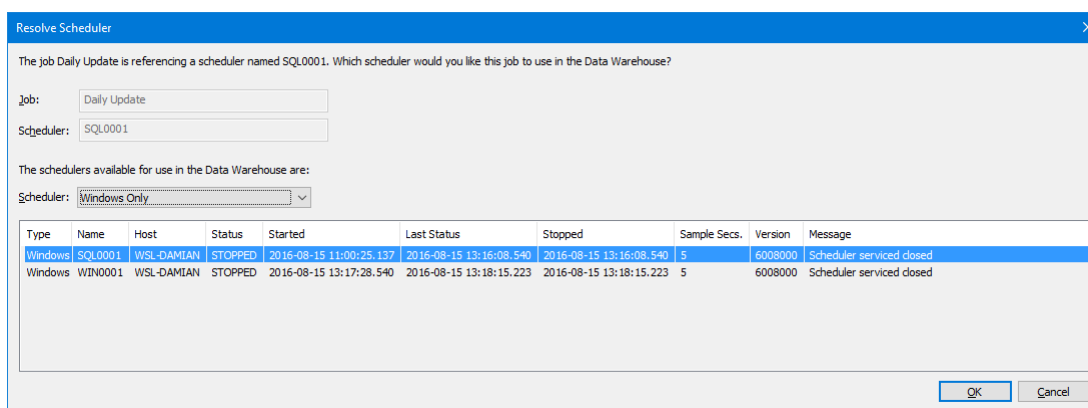 Resolve Scheduler
The job Daily Update is referencing a scheduler named SQL0001. Which scheduler would you like this job to use in the Data Warehouse?
Job: Daily Update
Scheduler: SQL0001
The schedulers available for use in the Data Warehouse are:
Scheduler: Windows Only
Type Name Host Status Started Last Status Stopped Sample Secs. Version Message
Windows SQL0001 WSL-DAMIAN STOPPED 2016-08-15 11:00:25.137 2016-08-15 13:16:08.540 2016-08-15 13:16:08.540 5 6008000 Scheduler serviced closed
Windows WIN0001 WSL-DAMIAN STOPPED 2016-08-15 13:17:28.540 2016-08-15 13:18:15.223 2016-08-15 13:18:15.223 5 6008000 Scheduler serviced closed
OK Cancel